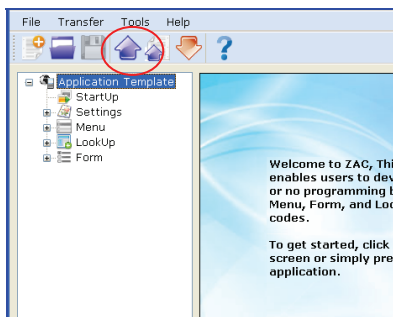 File Transfer Tools Help
Application Template
StartUp
Settings
Menu
LookUp
Form
Welcome to ZAC, Thi
enables users to dev
or no programming b
Menu, Form, and Loo
codes.
To get started, click
screen or simply pre
application.